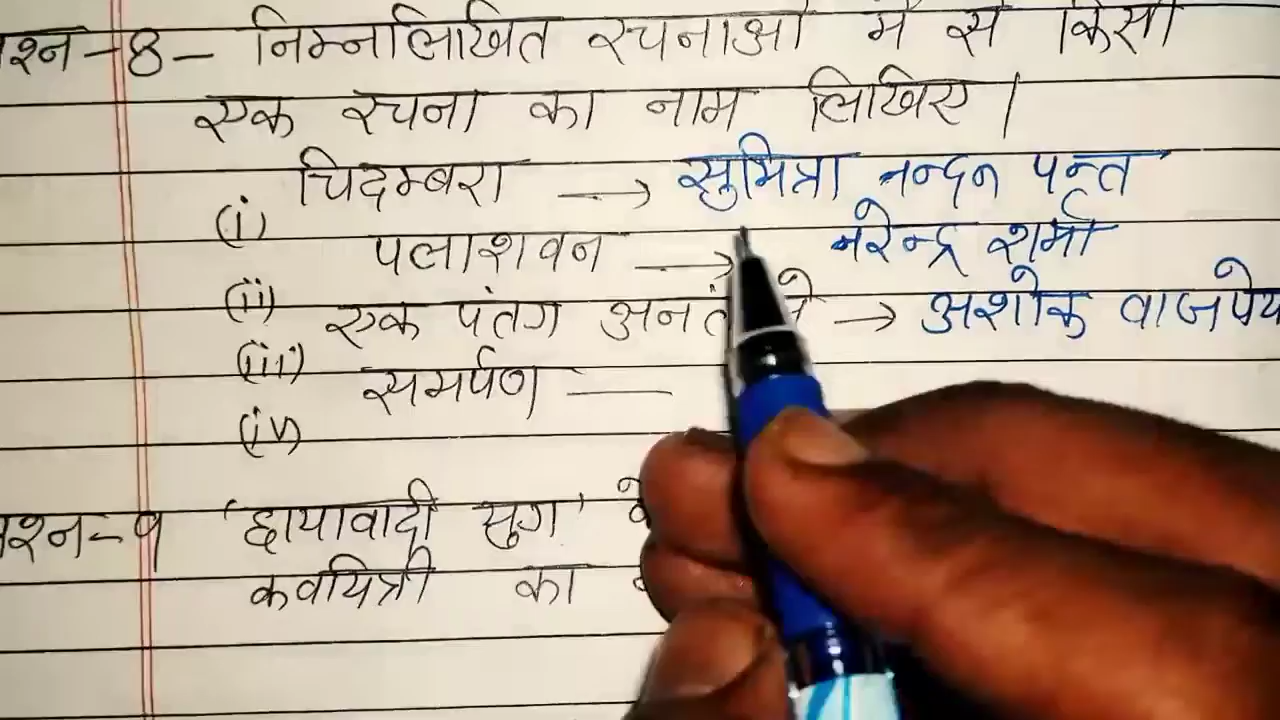 प्रश्न-8- निम्नलिखित रचनाओं में से किसी
एक रचना का नाम लिखिए।
(i) चिदम्बरा → सुमित्रा नन्दन पन्त
(ii) पलाशवन → नरेन्द्र शर्मा
(iii) एक पंतग → अशोक वाजपेय
(iv) समर्पण —
प्रश्न-9 'छायावादी युग'
कवयित्री का